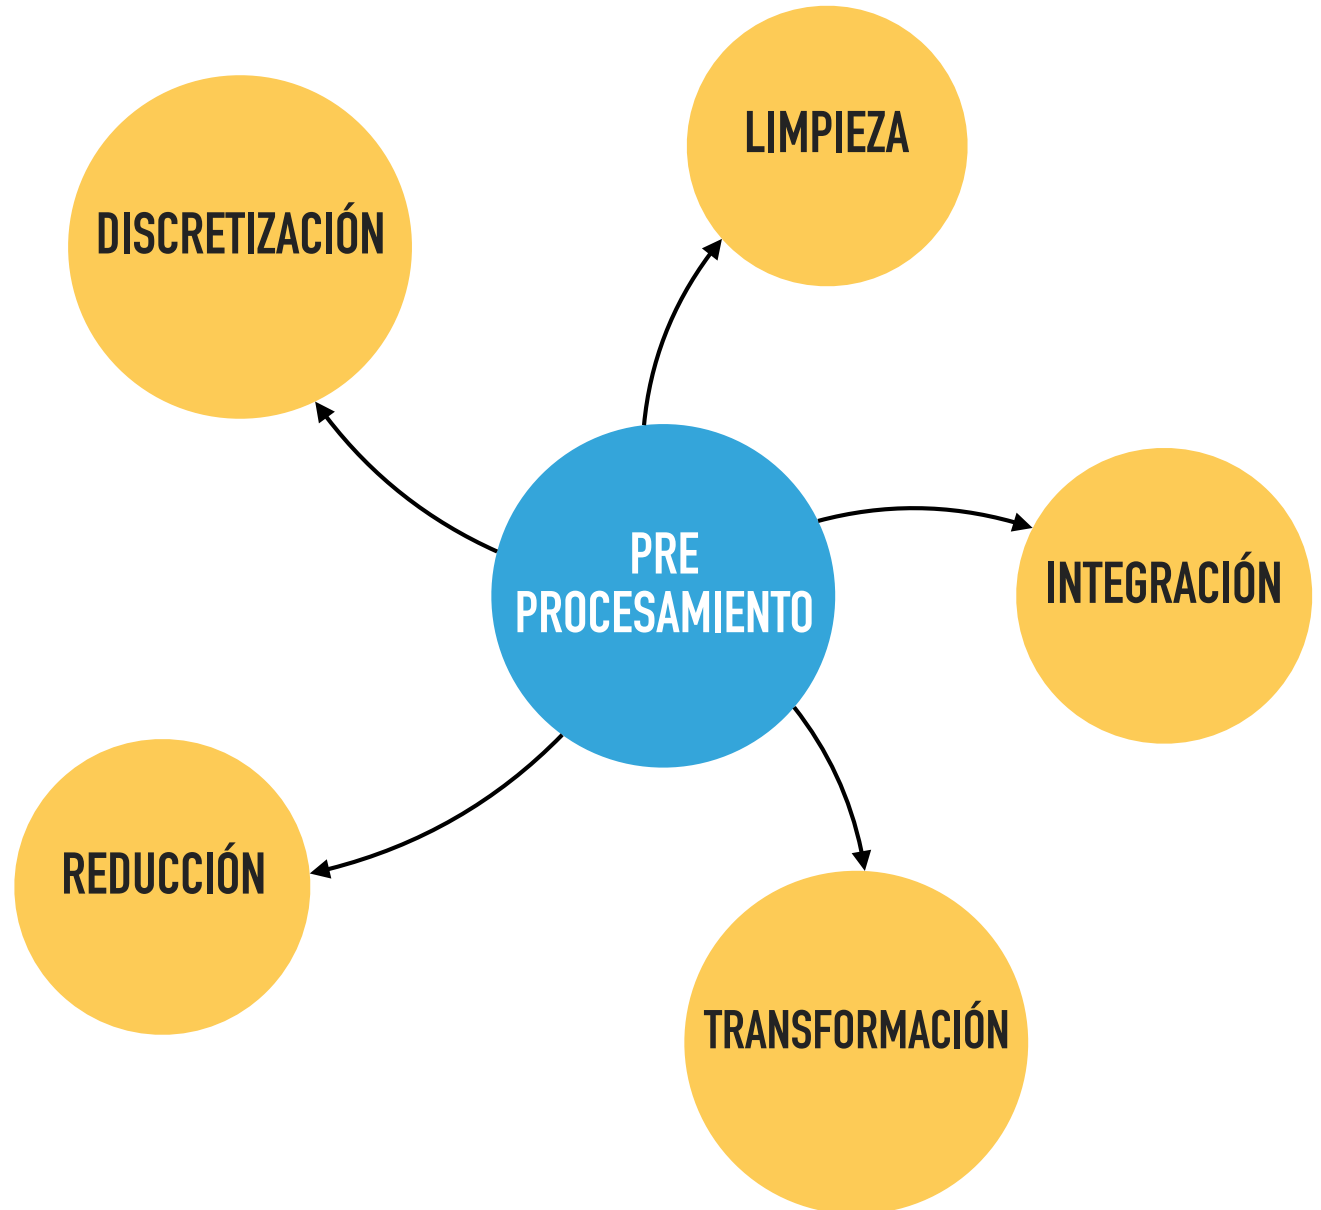 LIMPIEZA
DISCRETIZACIÓN
PRE
PROCESAMIENTO
INTEGRACIÓN
REDUCCIÓN
TRANSFORMACIÓN